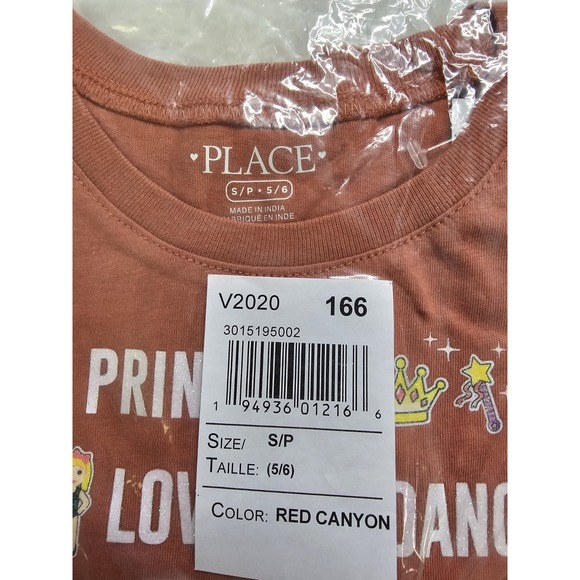 ♥PLACE♥
S/P • 5/6
MADE IN INDIA
FABRIQUÉ EN INDE
V2020 166
3015195002
1 94936 01216 6
PRIN
SIZE/ S/P
TAILLE: (5/6)
LOV DANC
COLOR: RED CANYON